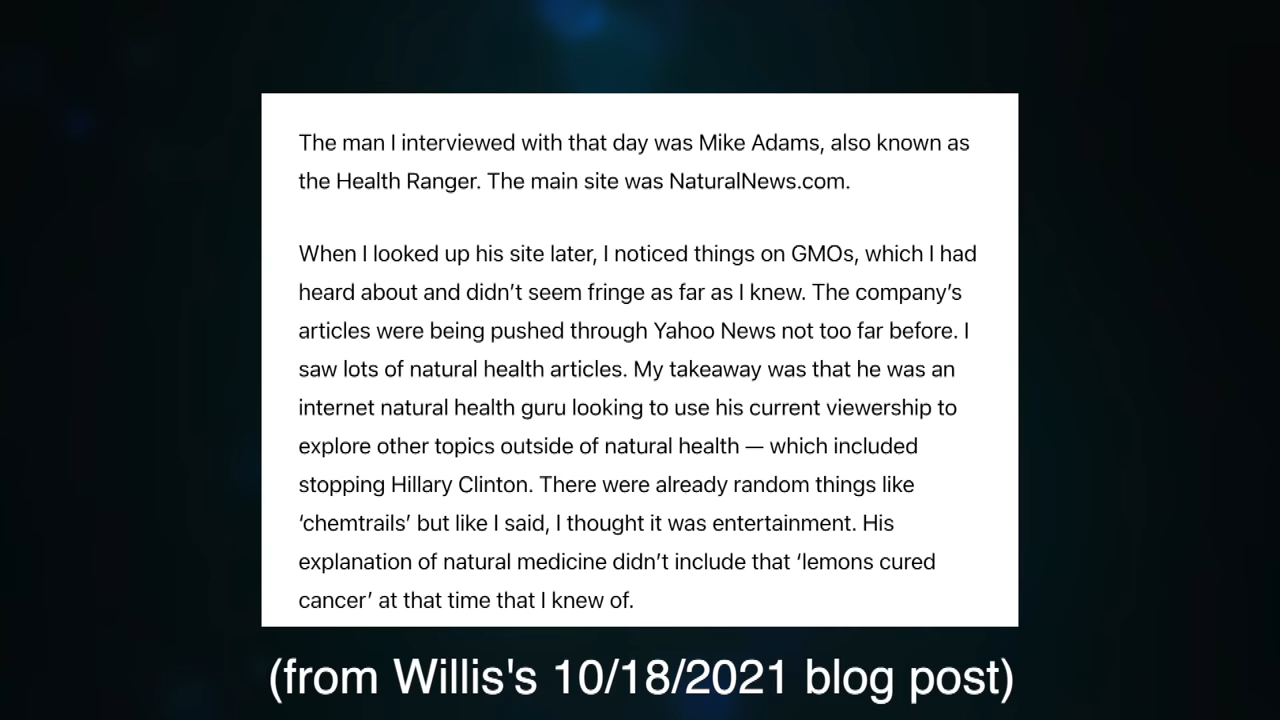 The man I interviewed with that day was Mike Adams, also known as
the Health Ranger. The main site was NaturalNews.com.
When I looked up his site later, I noticed things on GMOs, which I had
heard about and didn’t seem fringe as far as I knew. The company’s
articles were being pushed through Yahoo News not too far before. I
saw lots of natural health articles. My takeaway was that he was an
internet natural health guru looking to use his current viewership to
explore other topics outside of natural health — which included
stopping Hillary Clinton. There were already random things like
‘chemtrails’ but like I said, I thought it was entertainment. His
explanation of natural medicine didn’t include that ‘lemons cured
cancer’ at that time that I knew of.
(from Willis's 10/18/2021 blog post)